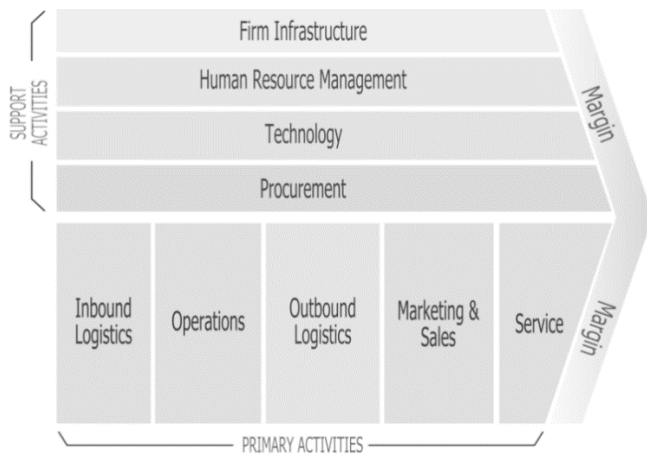 SUPPORT
ACTIVITIES
Firm Infrastructure
Human Resource Management
Technology
Procurement
Margin
Inbound
Logistics
Operations
Outbound
Logistics
Marketing &
Sales
Service
Margin
PRIMARY ACTIVITIES